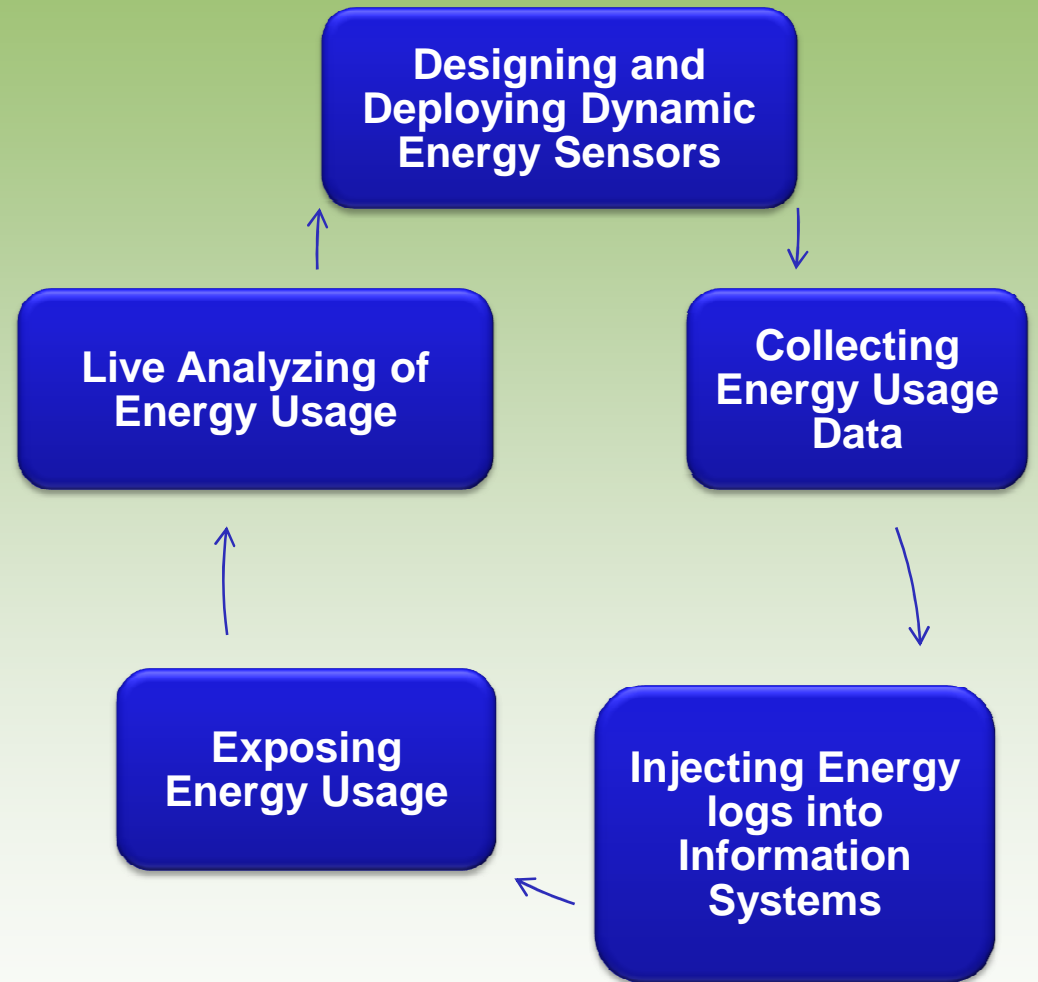 Designing and
Deploying Dynamic
Energy Sensors
Live Analyzing of
Energy Usage
Collecting
Energy Usage
Data
Exposing
Energy Usage
Injecting Energy
logs into
Information
Systems